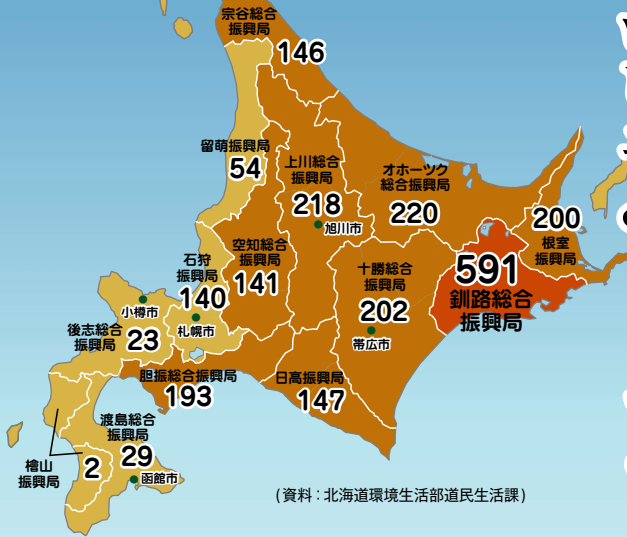 宗谷総合
振興局
146
留萌振興局
54
上川総合
振興局
218
旭川市
オホーツク
総合振興局
220
200
根室
振興局
石狩
振興局
140
札幌市
空知総合
振興局
141
十勝総合
振興局
202
帯広市
591
釧路総合
振興局
小樽市
後志総合
振興局
23
胆振総合振興局
193
日高振興局
147
渡島総合
振興局
29
函館市
檜山
振興局
2
(資料:北海道環境生活部道民生活課)